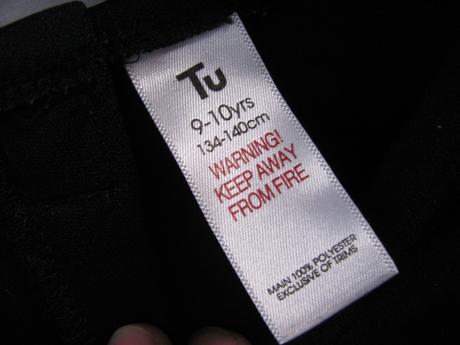 Tu
9-10yrs
134-140cm
WARNING!
KEEP AWAY
FROM FIRE
MAIN 100% POLYESTER
EXCLUSIVE OF TRIMS